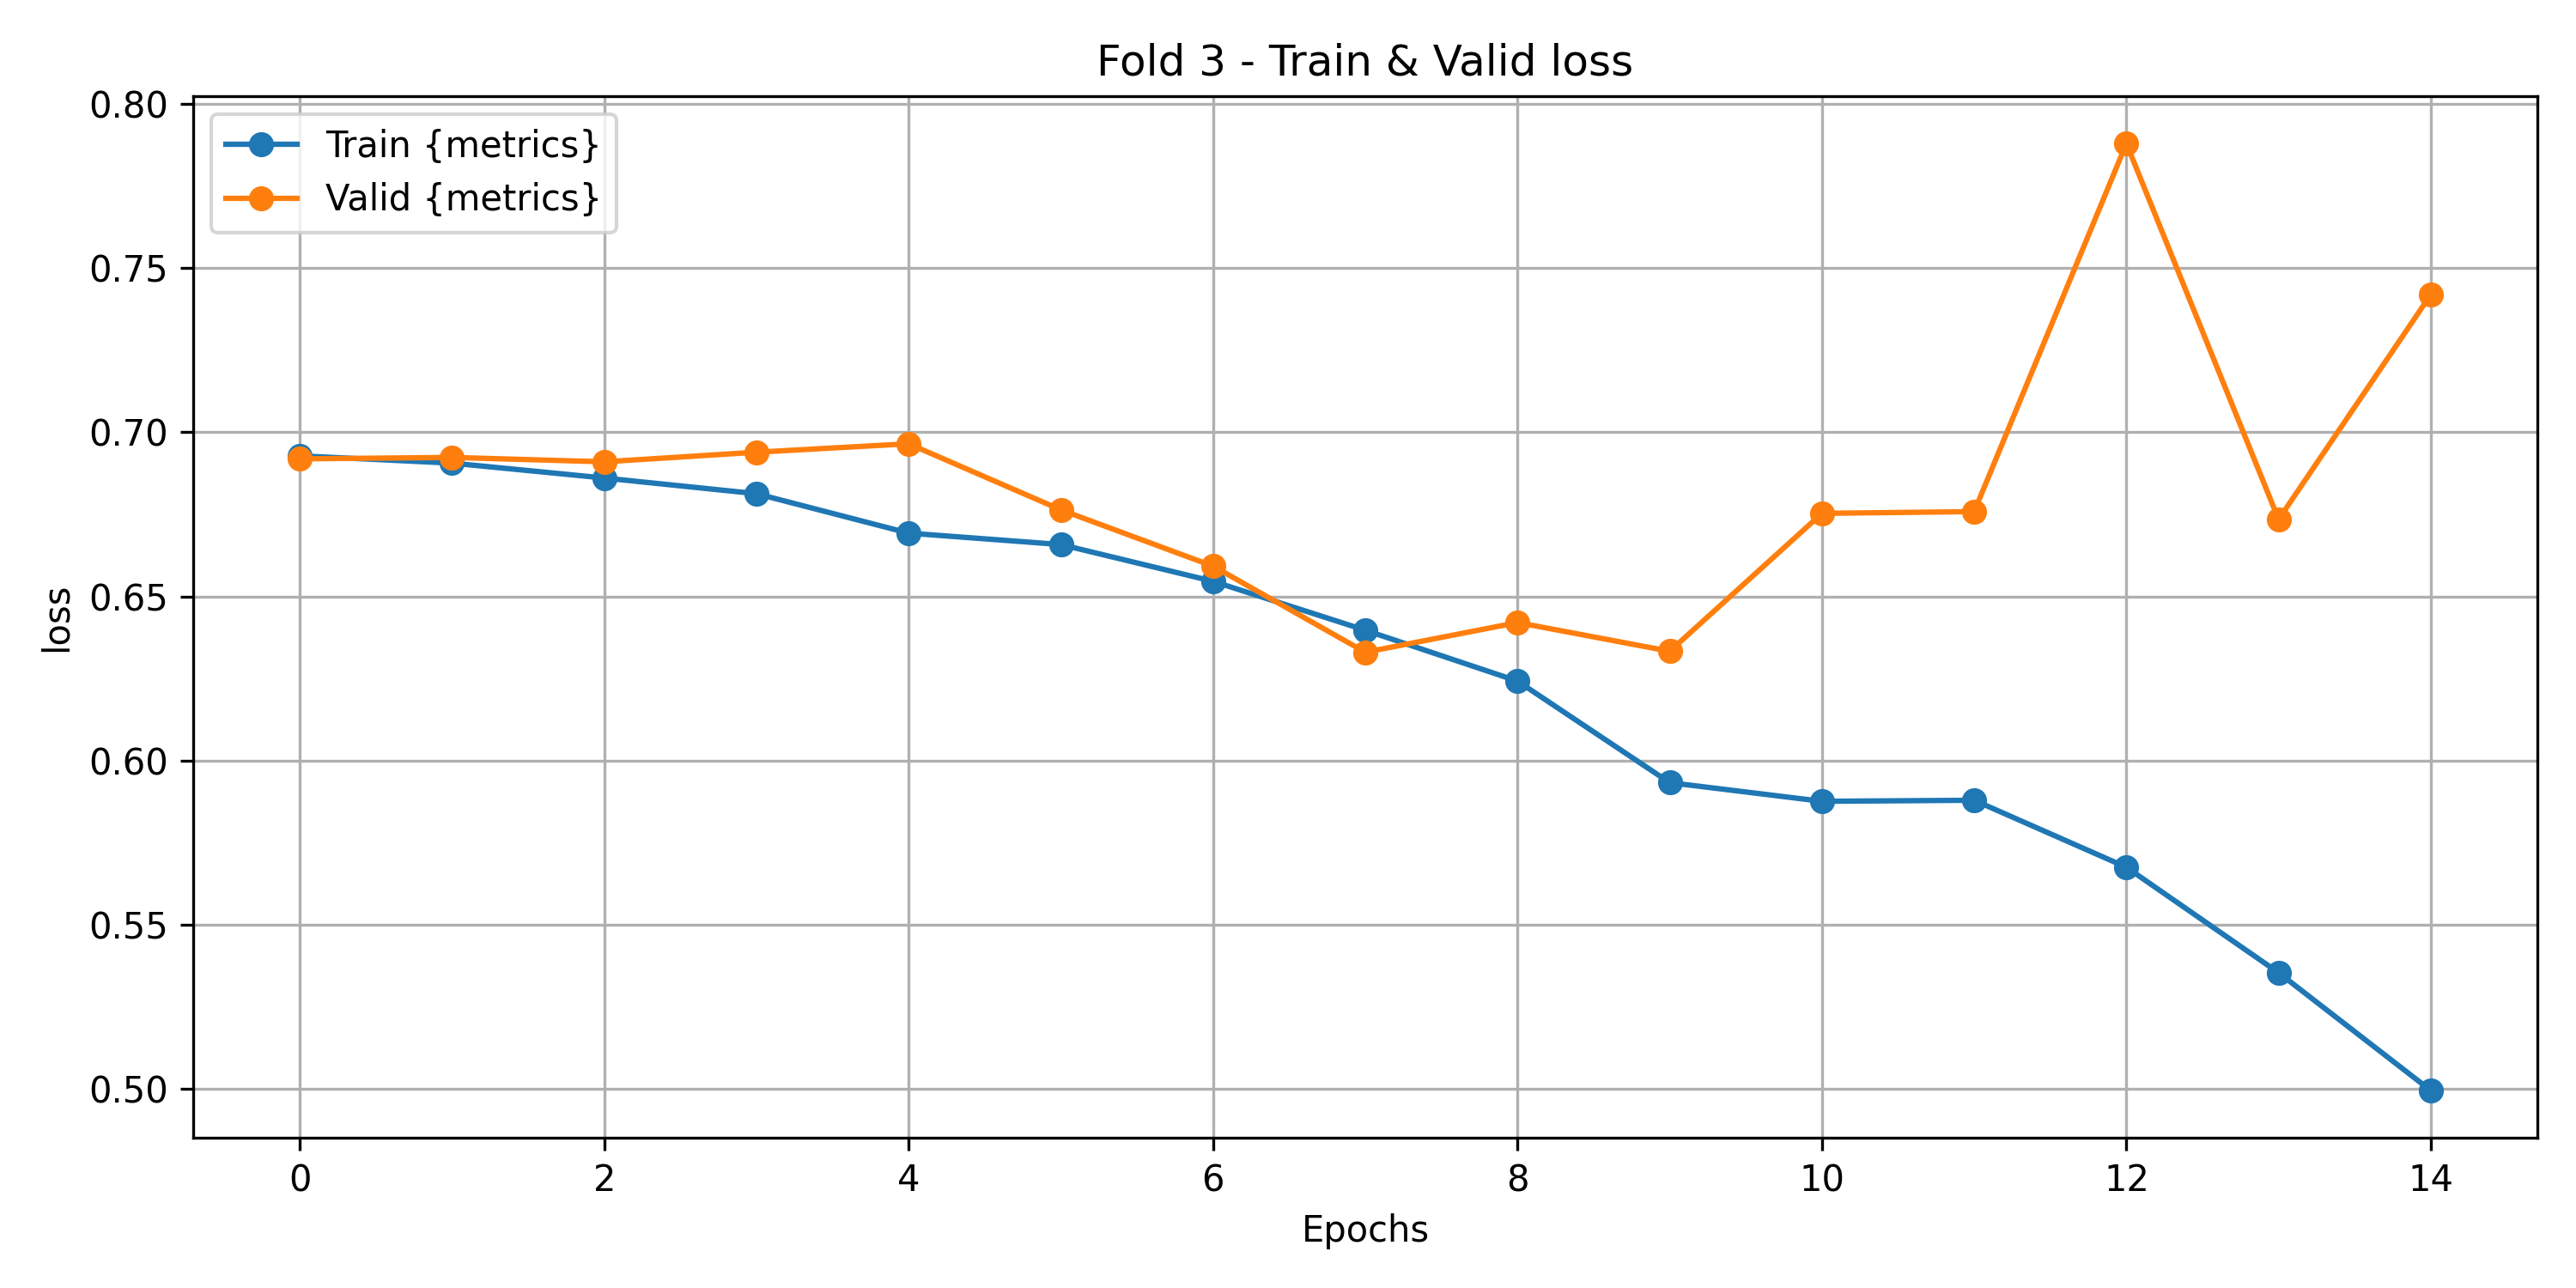 Fold 3 - Train & Valid loss
Train {metrics}
Valid {metrics}
loss
0.80
0.75
0.70
0.65
0.60
0.55
0.50
0 2 4 6 8 10 12 14
Epochs